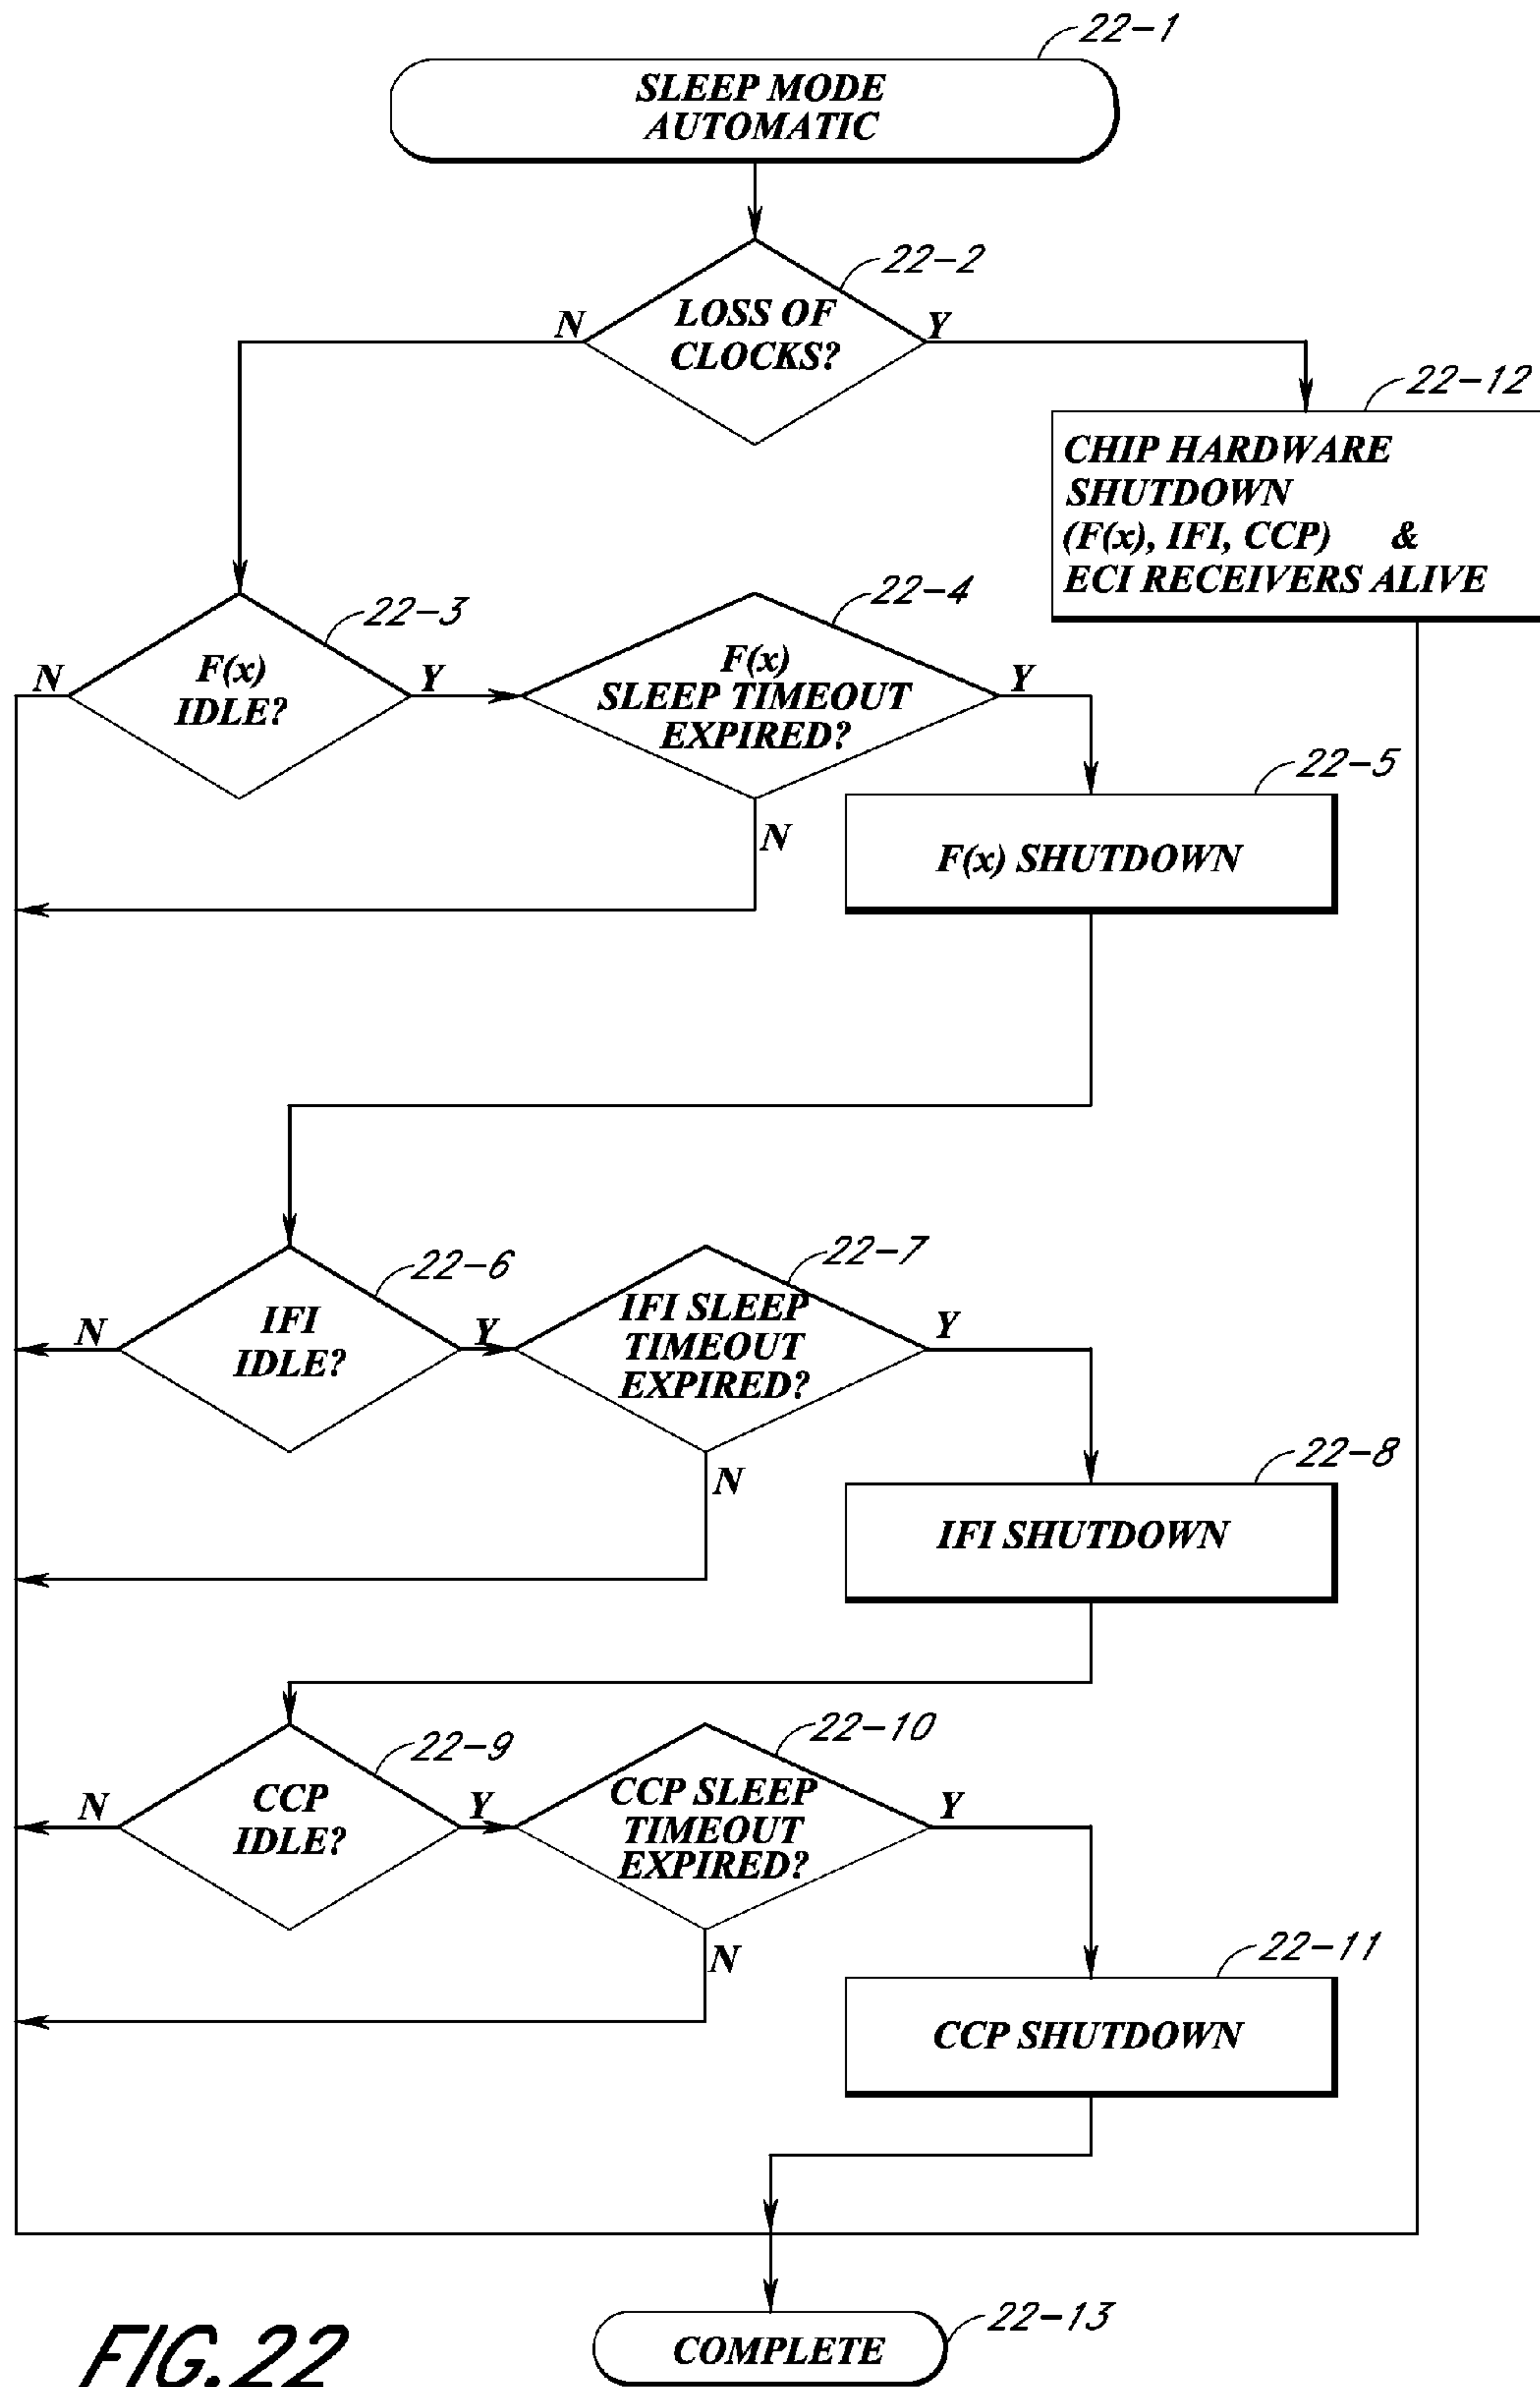 22-1
SLEEP MODE
AUTOMATIC
22-2
LOSS OF
CLOCKS?
N
Y
22-12
CHIP HARDWARE
SHUTDOWN
(F(x), IFI, CCP) &
ECI RECEIVERS ALIVE
22-3
F(x)
IDLE?
N
Y
22-4
F(x)
SLEEP TIMEOUT
EXPIRED?
Y
N
22-5
F(x) SHUTDOWN
22-6
IFI
IDLE?
N
Y
22-7
IFI SLEEP
TIMEOUT
EXPIRED?
Y
N
22-8
IFI SHUTDOWN
22-9
CCP
IDLE?
N
Y
22-10
CCP SLEEP
TIMEOUT
EXPIRED?
Y
N
22-11
CCP SHUTDOWN
22-13
COMPLETE
FIG.22